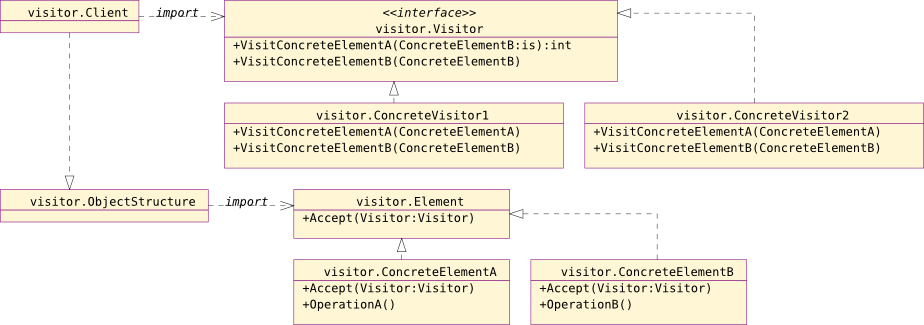 visitor.Client
import
<<interface>>
visitor.Visitor
+VisitConcreteElementA(ConcreteElementB:is):int
+VisitConcreteElementB(ConcreteElementB)
visitor.ConcreteVisitor1
+VisitConcreteElementA(ConcreteElementA)
+VisitConcreteElementB(ConcreteElementB)
visitor.ConcreteVisitor2
+VisitConcreteElementA(ConcreteElementA)
+VisitConcreteElementB(ConcreteElementB)
visitor.ObjectStructure
import
visitor.Element
+Accept(Visitor:Visitor)
visitor.ConcreteElementA
+Accept(Visitor:Visitor)
+OperationA()
visitor.ConcreteElementB
+Accept(Visitor:Visitor)
+OperationB()